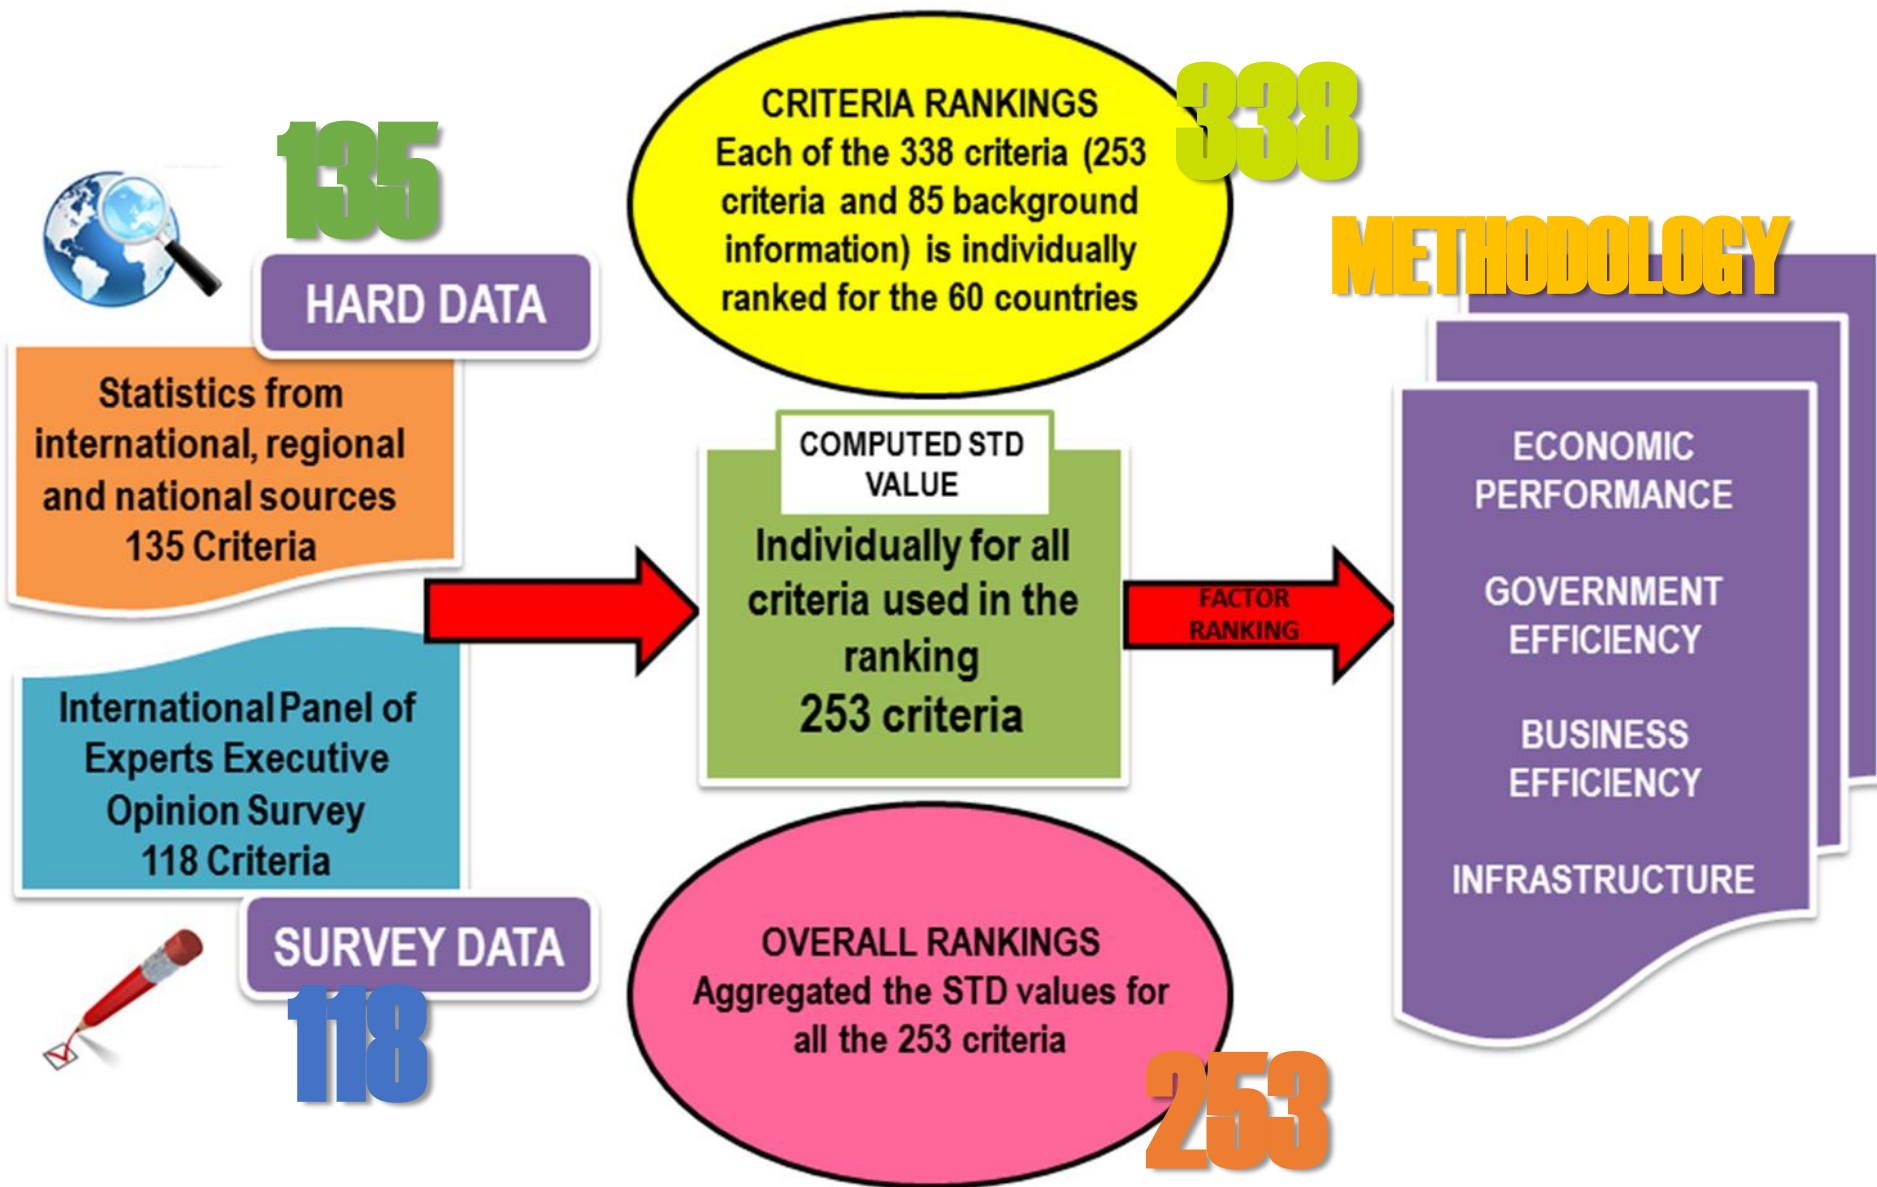 135
HARD DATA
Statistics from
international, regional
and national sources
135 Criteria
International Panel of
Experts Executive
Opinion Survey
118 Criteria
SURVEY DATA
118
CRITERIA RANKINGS
Each of the 338 criteria (253
criteria and 85 background
information) is individually
ranked for the 60 countries
338
COMPUTED STD
VALUE
Individually for all
criteria used in the
ranking
253 criteria
OVERALL RANKINGS
Aggregated the STD values for
all the 253 criteria
253
FACTOR
RANKING
METHODOLOGY
ECONOMIC
PERFORMANCE
GOVERNMENT
EFFICIENCY
BUSINESS
EFFICIENCY
INFRASTRUCTURE